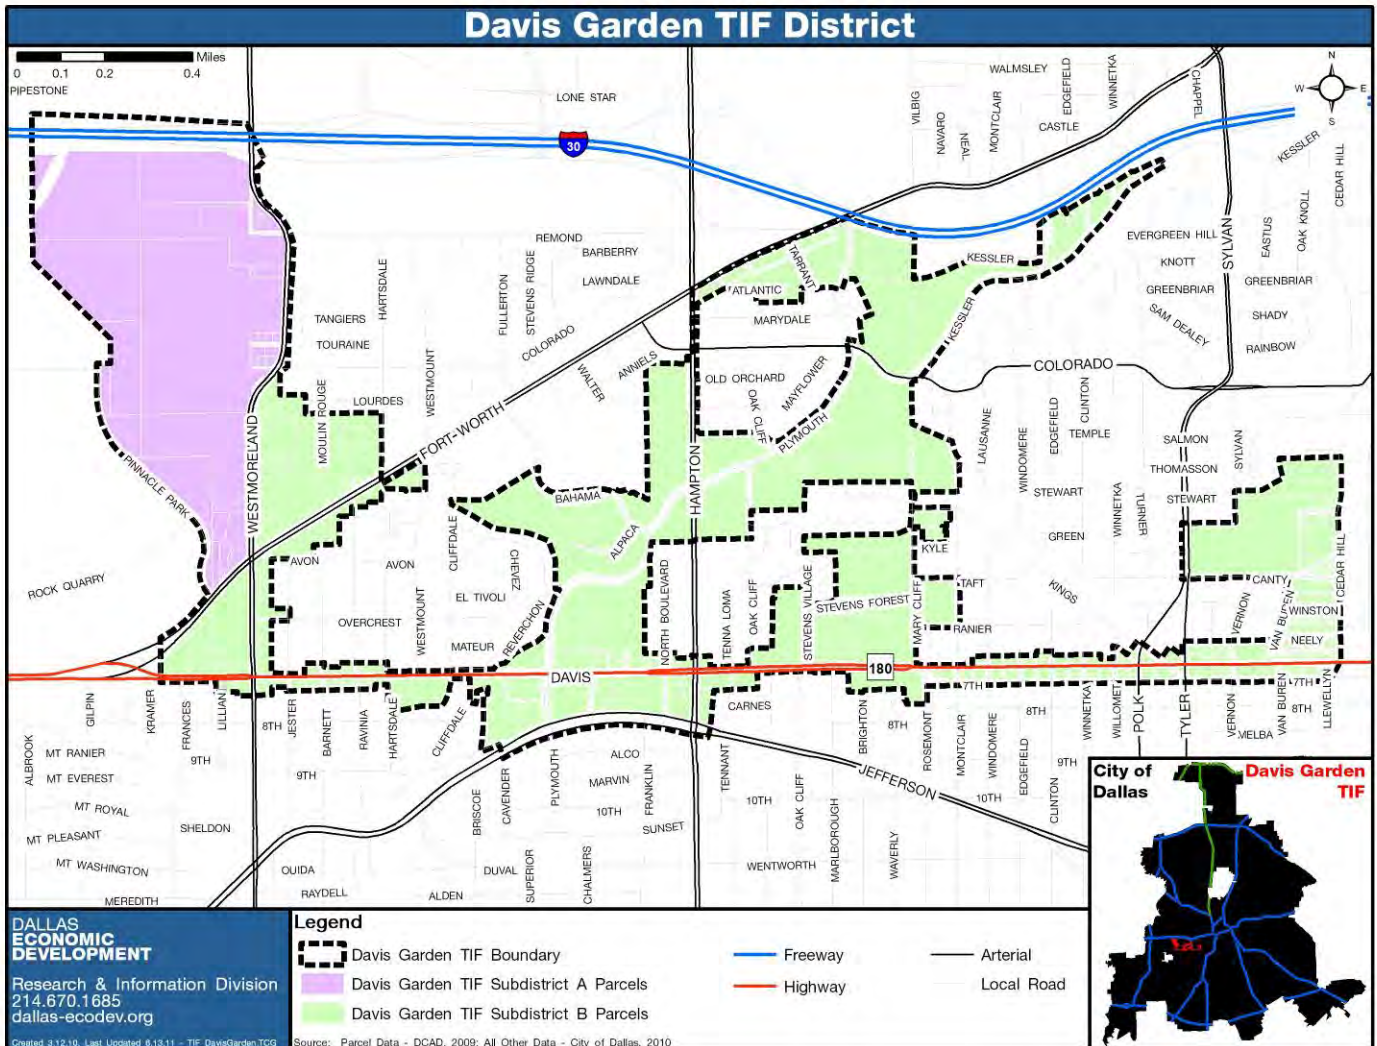 Davis Garden TIF District
Miles
0 0.1 0.2 0.4
PIPESTONE
LONE STAR
30
WALMSLEY
EDGEFIELD
WINNETKA
CHAPPEL
VILBIG
NAVARO
NEAL
MONTCLAIR
CASTLE
N
W E
S
KESSLER
CEDAR HILL
OAK KNOLL
EASTUS
SYLVAN
EVERGREEN HILL
KNOTT
GREENBRIAR
GREENBRIAR
SAM DEALEY
SHADY
RAINBOW
REMOND
BARBERRY
LAWNDALE
HARTSDALE
FULLERTON
STEVENS RIDGE
COLORADO
TANGIERS
TOURAINE
WESTMOUNT
MOULIN ROUGE
LOURDES
FORT-WORTH
WALTER
ANNIELS
TARRANT
ATLANTIC
MARYDALE
KESSLER
KESSLER
COLORADO
OLD ORCHARD
OAK CLIFF
MAYFLOWER
PLYMOUTH
LAUSANNE
WINDOMERE
EDGEFIELD
CLINTON
TEMPLE
SALMON
THOMASSON
SYLVAN
STEWART
STEWART
WINNETKA
TURNER
GREEN
KINGS
PINNACLE PARK
WESTMORELAND
HAMPTON
BAHAMA
ALPACA
ROCK QUARRY
AVON
AVON
CLIFFDALE
CHEVEZ
EL TIVOLI
OVERCREST
WESTMOUNT
MATEUR
REVERCHON
NORTH BOULEVARD
TENNA LOMA
OAK CLIFF
STEVENS VILLAGE
STEVENS FOREST
MARY CLIFF
KYLE
TAFT
RANIER
CANTY
CEDAR HILL
VERNON
VAN BUREN
WINSTON
NEELY
DAVIS
180
7TH
7TH
GILPIN
KRAMER
FRANCES
LILLIAN
8TH
JESTER
BARNETT
RAVINIA
HARTSDALE
CLIFFDALE
CARNES
BRIGHTON
8TH
ROSEMONT
MONTCLAIR
WINDOMERE
EDGEFIELD
8TH
WINNETKA
WILLOMET
POLK
TYLER
VERNON
VAN BUREN
8TH
LLEWELLYN
MELBA
ALBROOK
MT RANIER
MT EVEREST
MT ROYAL
MT PLEASANT
MT WASHINGTON
MEREDITH
9TH
9TH
SHELDON
OUIDA
RAYDELL
ALDEN
BRISCOE
CAVENDER
DUVAL
SUPERIOR
PLYMOUTH
CHALMERS
ALCO
MARVIN
10TH
FRANKLIN
SUNSET
TENNANT
10TH
OAK CLIFF
MARLBOROUGH
WENTWORTH
WAVERLY
JEFFERSON
10TH
CLINTON
9TH
City of
Dallas
Davis Garden
TIF
DALLAS
ECONOMIC
DEVELOPMENT
Research & Information Division
214.670.1685
dallas-ecodev.org
Created 3.12.10, Last Updated 6.13.11 - TIF_DavisGarden.TCG
Legend
Davis Garden TIF Boundary
Davis Garden TIF Subdistrict A Parcels
Davis Garden TIF Subdistrict B Parcels
Freeway
Highway
Arterial
Local Road
Source: Parcel Data - DCAD, 2009; All Other Data - City of Dallas, 2010